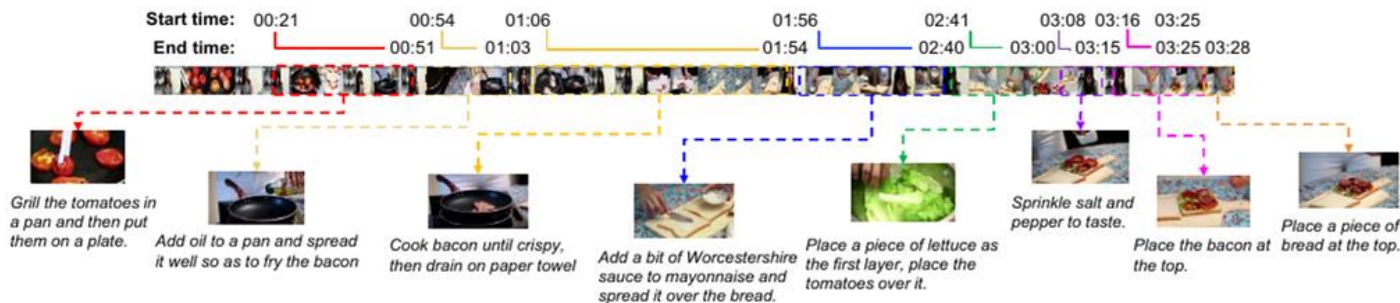 Start time: 00:21 00:54 01:06 01:56 02:41 03:08 03:16 03:25
End time: 00:51 01:03 01:54 02:40 03:00 03:15 03:25 03:28
Grill the tomatoes in
a pan and then put
them on a plate.
Add oil to a pan and spread
it well so as to fry the bacon
Cook bacon until crispy,
then drain on paper towel
Add a bit of Worcestershire
sauce to mayonnaise and
spread it over the bread.
Place a piece of lettuce as
the first layer, place the
tomatoes over it.
Sprinkle salt and
pepper to taste.
Place the bacon at
the top.
Place a piece of
bread at the top.